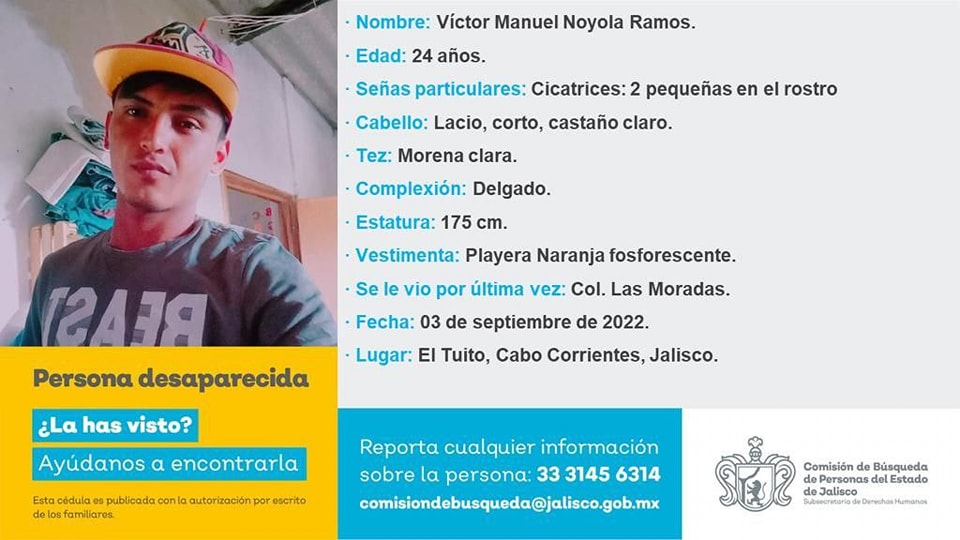 · Nombre: Víctor Manuel Noyola Ramos.
· Edad: 24 años.
· Señas particulares: Cicatrices: 2 pequeñas en el rostro
· Cabello: Lacio, corto, castaño claro.
· Tez: Morena clara.
· Complexión: Delgado.
· Estatura: 175 cm.
· Vestimenta: Playera Naranja fosforescente.
· Se le vio por última vez: Col. Las Moradas.
· Fecha: 03 de septiembre de 2022.
· Lugar: El Tuito, Cabo Corrientes, Jalisco.
BEAST
Persona desaparecida
¿La has visto?
Ayúdanos a encontrarla
Esta cédula es publicada con la autorización por escrito
de los familiares.
Reporta cualquier información
sobre la persona: 33 3145 6314
comisiondebusqueda@jalisco.gob.mx
Comisión de Búsqueda
de Personas del Estado
de Jalisco
Subsecretaría de Derechos Humanos